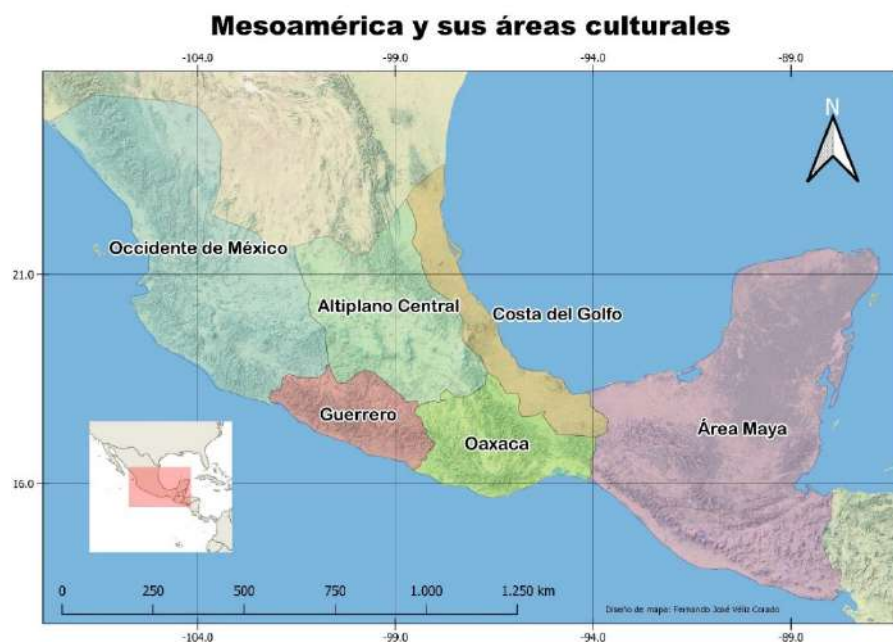 Mesoamérica y sus áreas culturales
-104.0 -99.0 -94.0 -89.0
N
Occidente de México
21.0
Altiplano Central
Costa del Golfo
Guerrero
Oaxaca
Área Maya
16.0
0 250 500 750 1.000 1.250 km
Diseño de mapa: Fernando José Véliz Corado
-104.0 -99.0 -94.0 -89.0